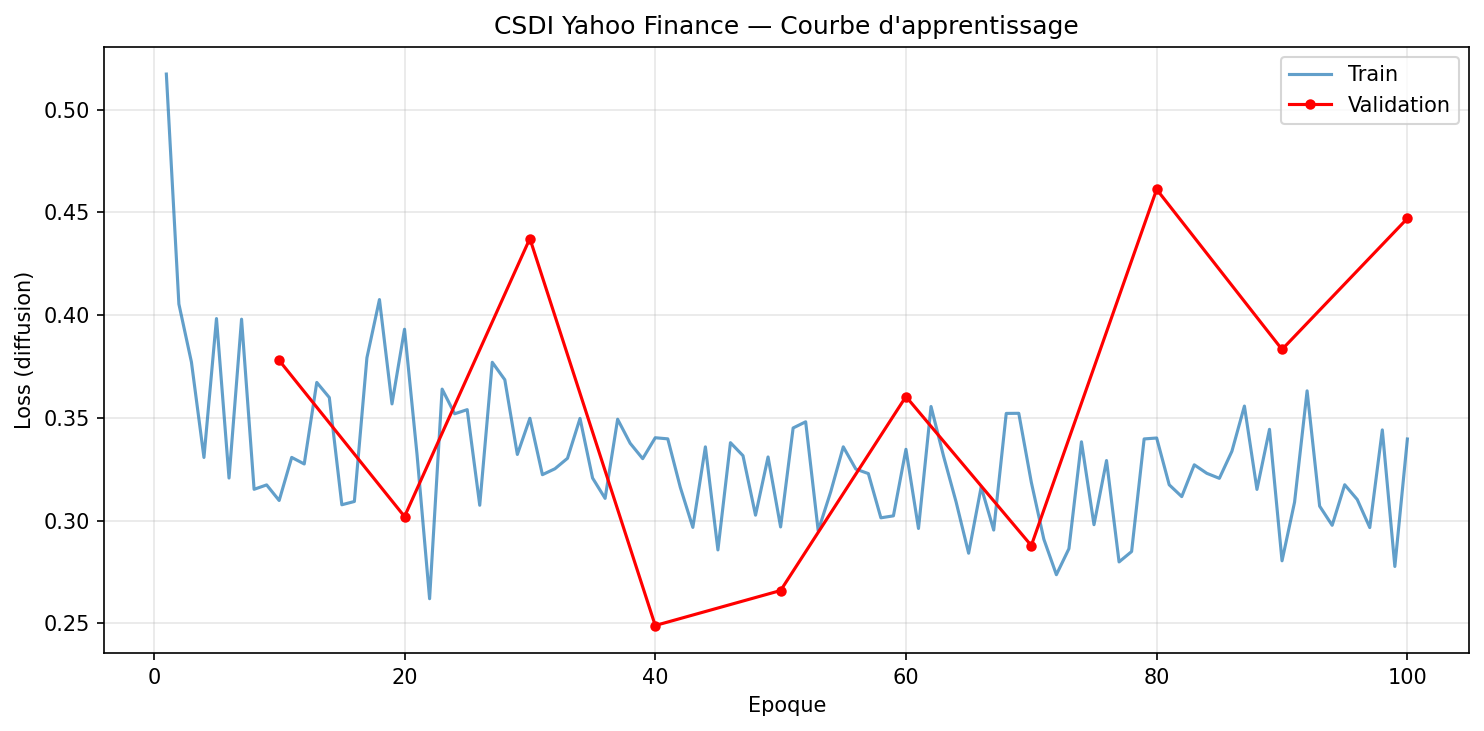 CSDI Yahoo Finance — Courbe d'apprentissage
Train
Validation
Loss (diffusion)
0.50
0.45
0.40
0.35
0.30
0.25
0 20 40 60 80 100
Epoque